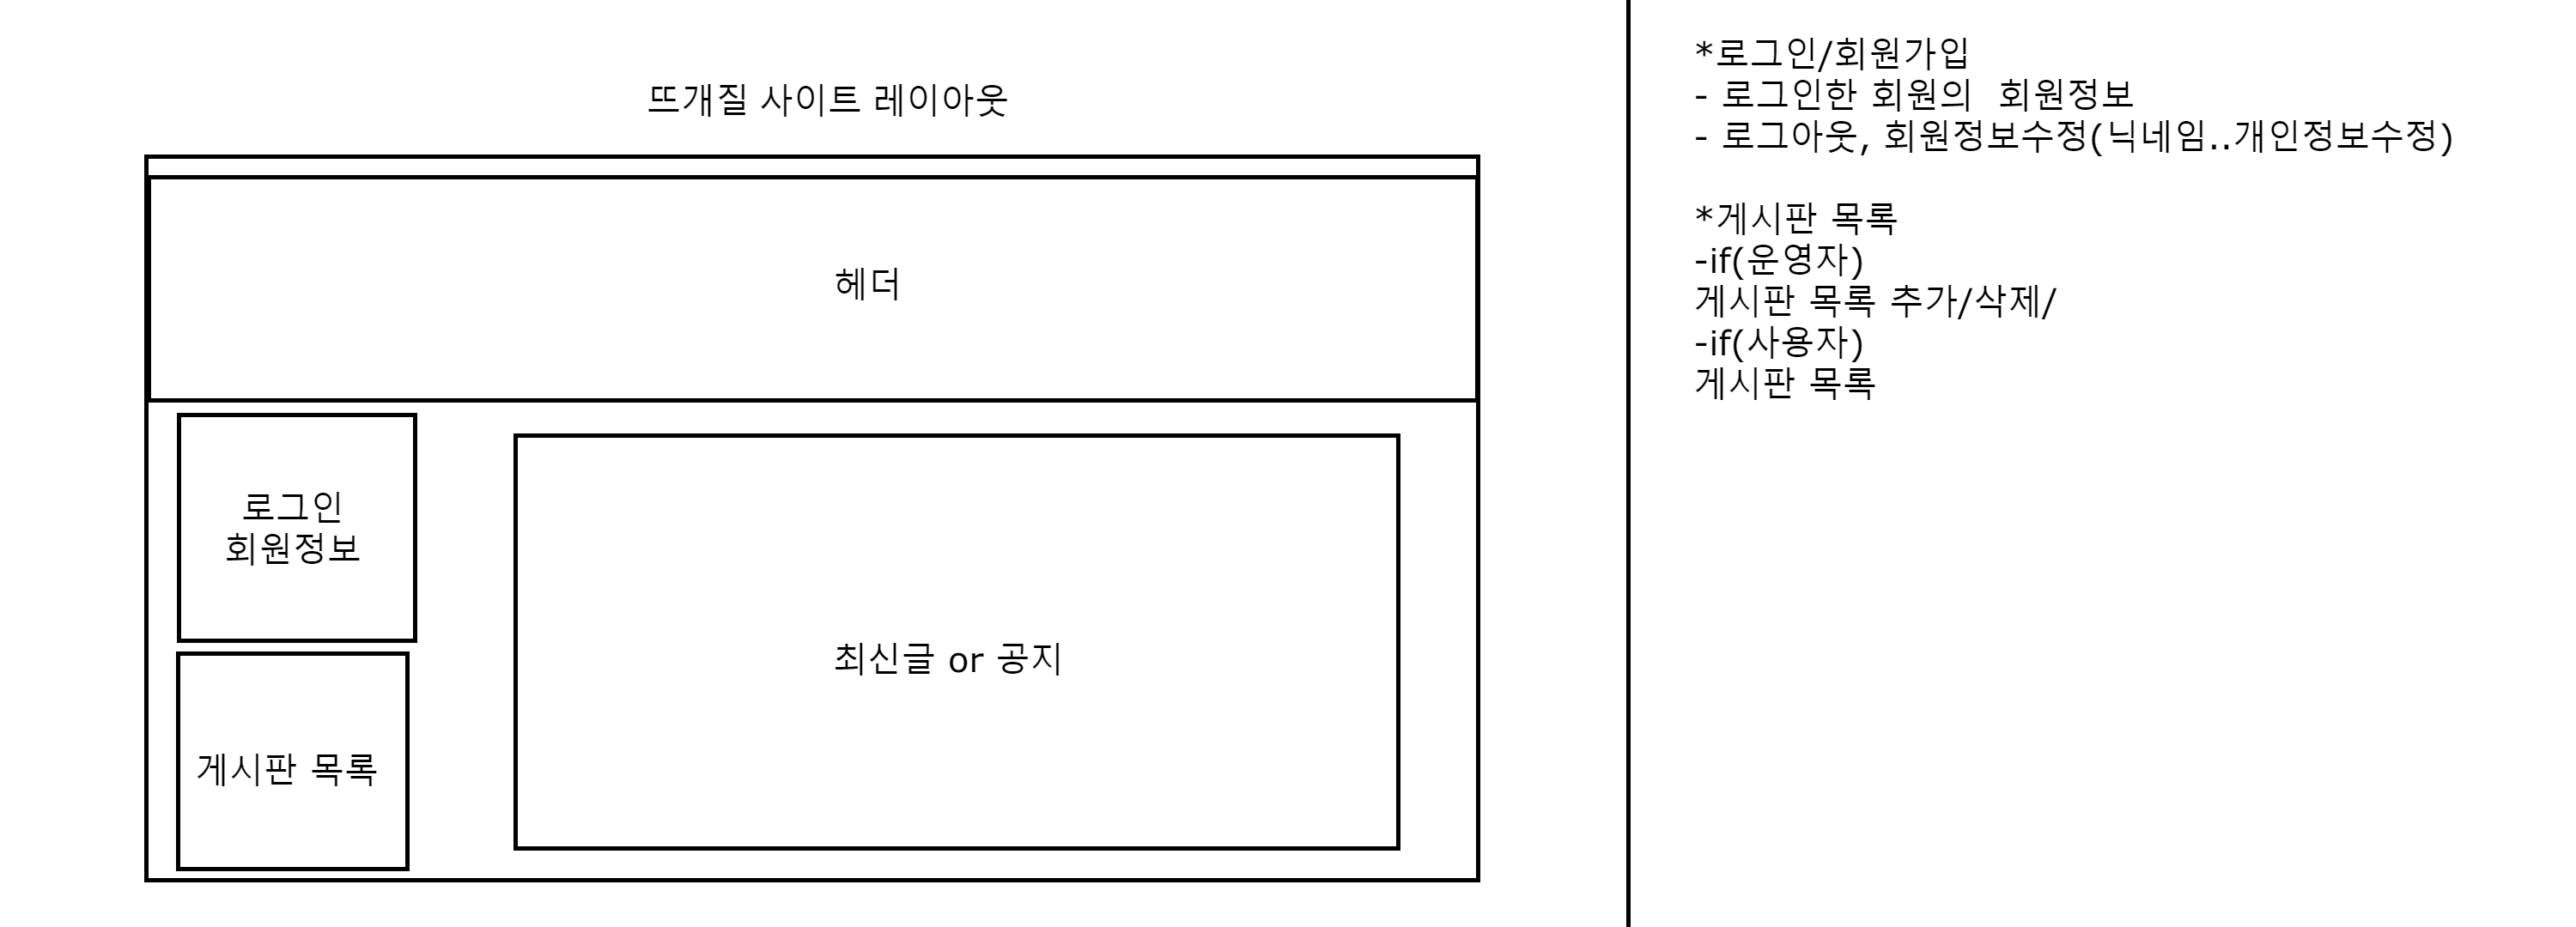 뜨개질 사이트 레이아웃
헤더
로그인
회원정보
게시판 목록
최신글 or 공지
*로그인/회원가입
- 로그인한 회원의  회원정보
- 로그아웃, 회원정보수정(닉네임..개인정보수정)
*게시판 목록
-if(운영자)
게시판 목록 추가/삭제/
-if(사용자)
게시판 목록